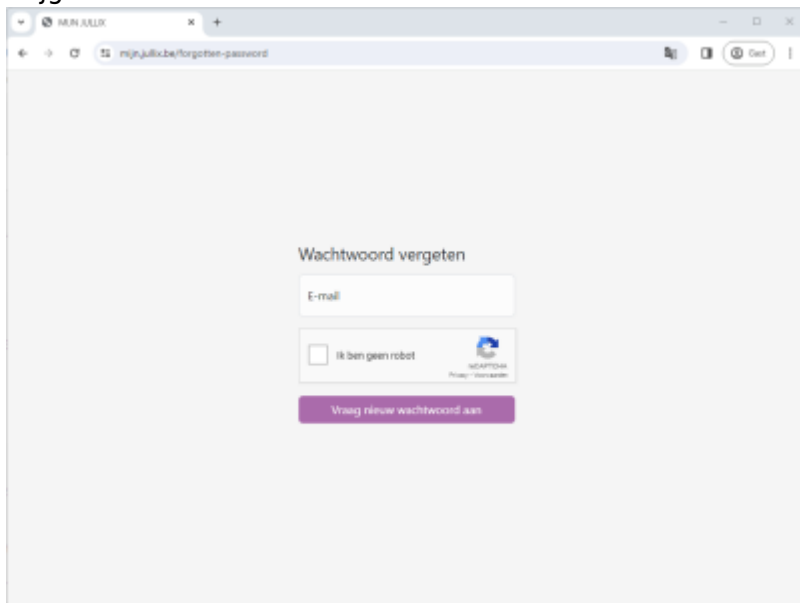 MIJN JULLIX
mijn.jullix.be/forgotten-password
Gast
Wachtwoord vergeten
E-mail
Ik ben geen robot
reCAPTCHA
Privacy - Voorwaarden
Vraag nieuw wachtwoord aan